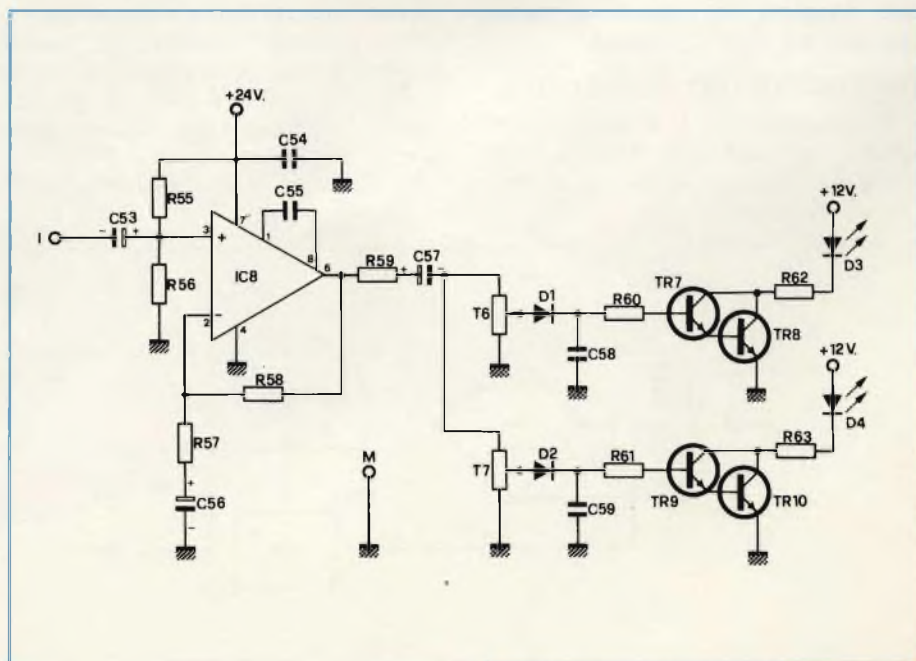 +24V.
C54
C55
R55
C53
- +
I
3
+
7
1
8
IC8
6
R59
+
C57
-
R56
2
-
4
R58
R57
+
C56
-
M
T6
D1
R60
C58
TR7
TR8
R62
+12V.
D3
+12V.
D4
T7
D2
R61
C59
TR9
TR10
R63